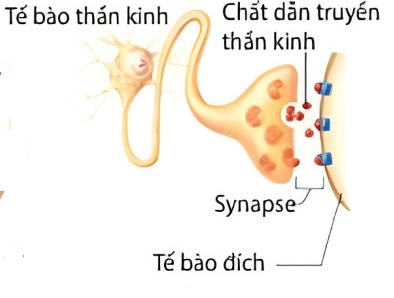 Tế bào thần kinh
Chất dẫn truyền
thần kinh
Synapse
Tế bào đích